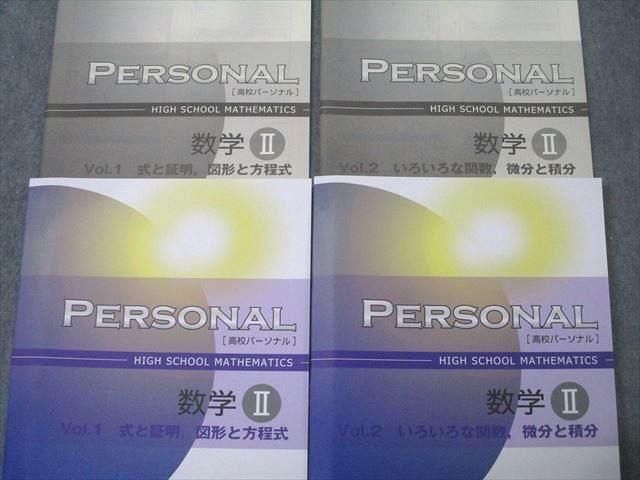 PERSONAL
[高校パーソナル]
HIGH SCHOOL MATHEMATICS
数学 Ⅱ
Vol.1 式と証明, 図形と方程式
PERSONAL
[高校パーソナル]
HIGH SCHOOL MATHEMATICS
数学 Ⅱ
Vol.2 いろいろな関数, 微分と積分
PERSONAL
[高校パーソナル]
HIGH SCHOOL MATHEMATICS
数学 Ⅱ
Vol.1 式と証明, 図形と方程式
PERSONAL
[高校パーソナル]
HIGH SCHOOL MATHEMATICS
数学 Ⅱ
Vol.2 いろいろな関数, 微分と積分